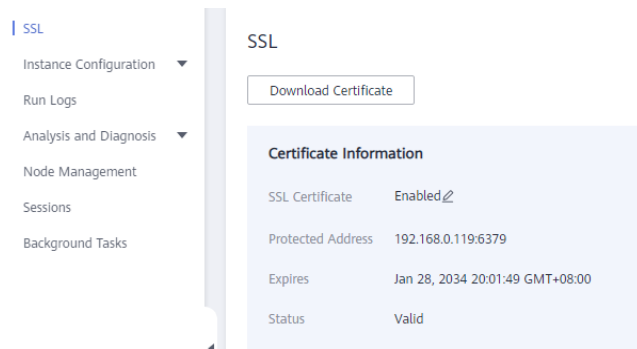 SSL
Instance Configuration
Run Logs
Analysis and Diagnosis
Node Management
Sessions
Background Tasks
SSL
Download Certificate
Certificate Information
SSL Certificate Enabled
Protected Address 192.168.0.119:6379
Expires Jan 28, 2034 20:01:49 GMT+08:00
Status Valid